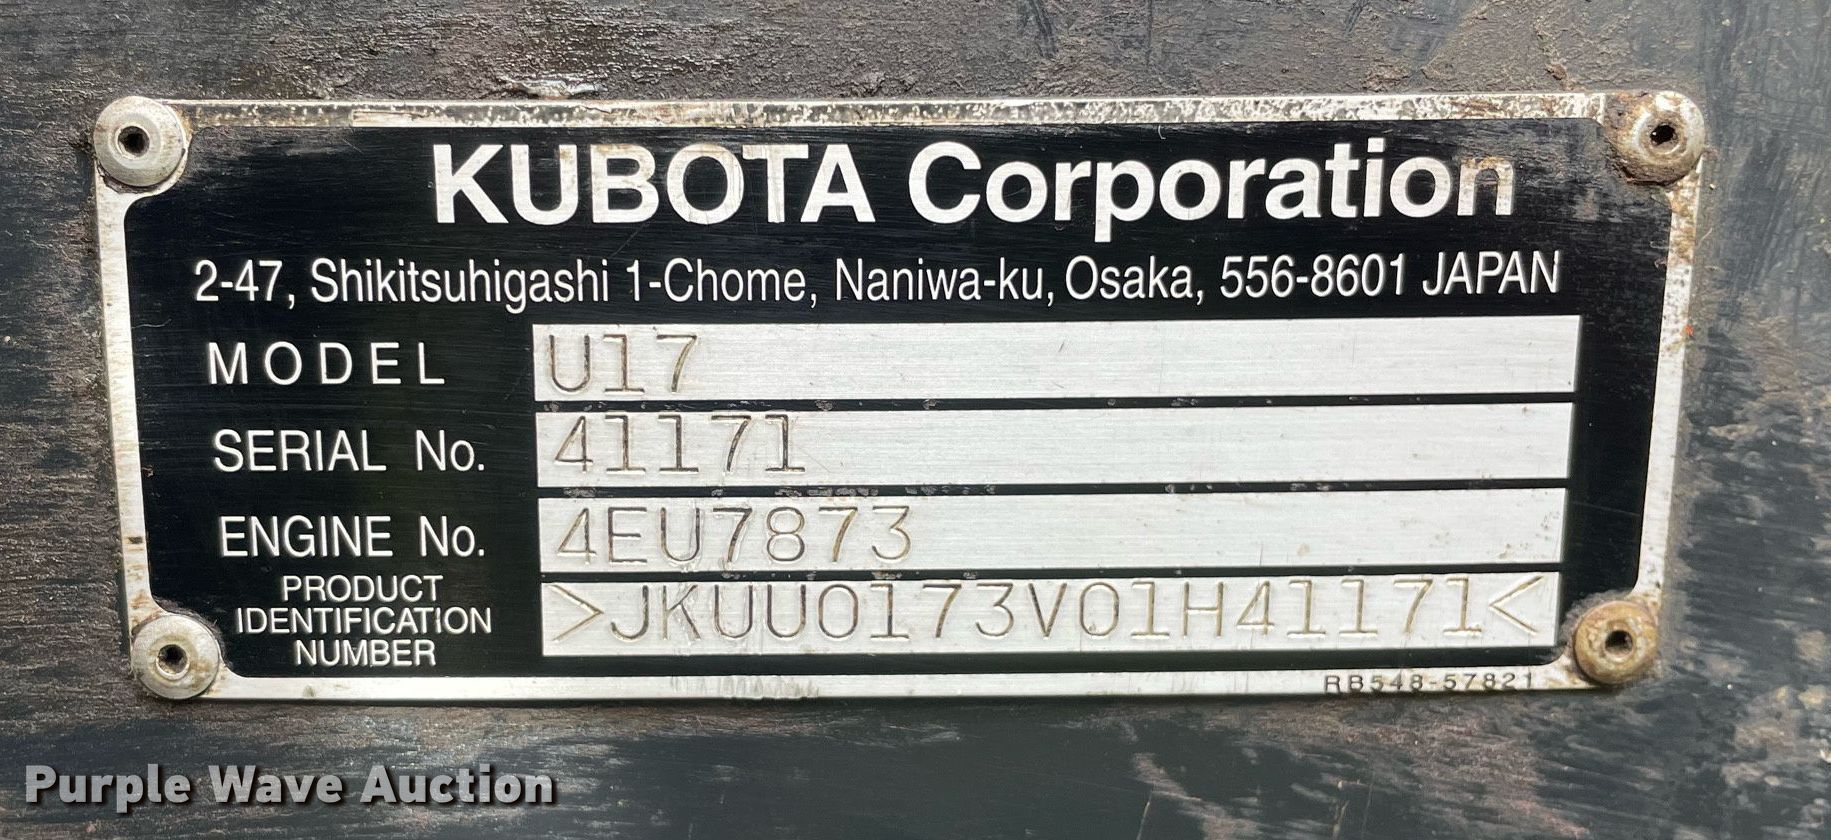 KUBOTA Corporation
2-47, Shikitsuhigashi 1-Chome, Naniwa-ku, Osaka, 556-8601 JAPAN
MODEL U17
SERIAL No. 41171
ENGINE No. 4EU7873
PRODUCT
IDENTIFICATION
NUMBER
>JKUU0173V01H41171<
RB548-57821
Purple Wave Auction